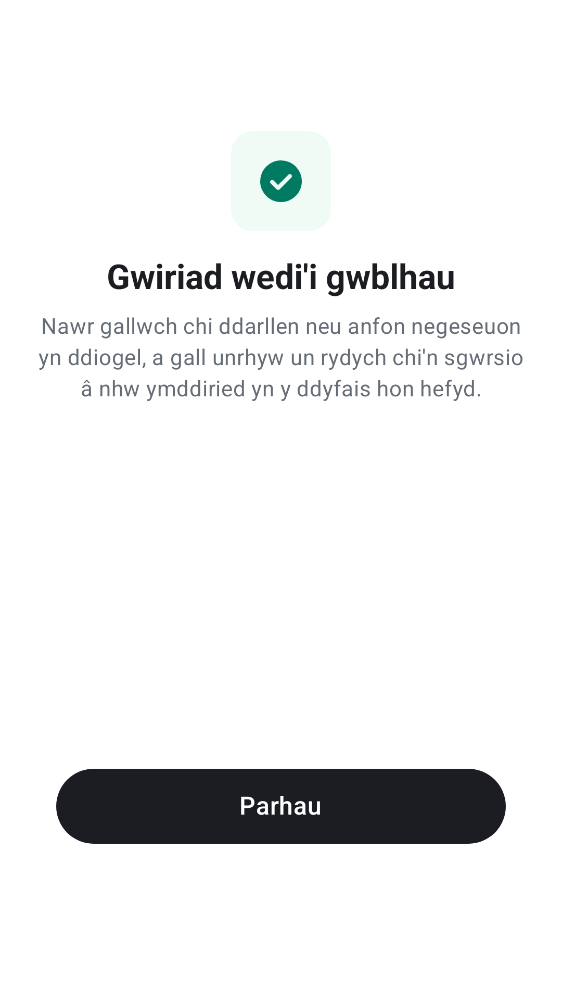 Gwiriad wedi'i gwblhau
Nawr gallwch chi ddarllen neu anfon negeseuon
yn ddiogel, a gall unrhyw un rydych chi'n sgwrsio
â nhw ymddiried yn y ddyfais hon hefyd.
Parhau